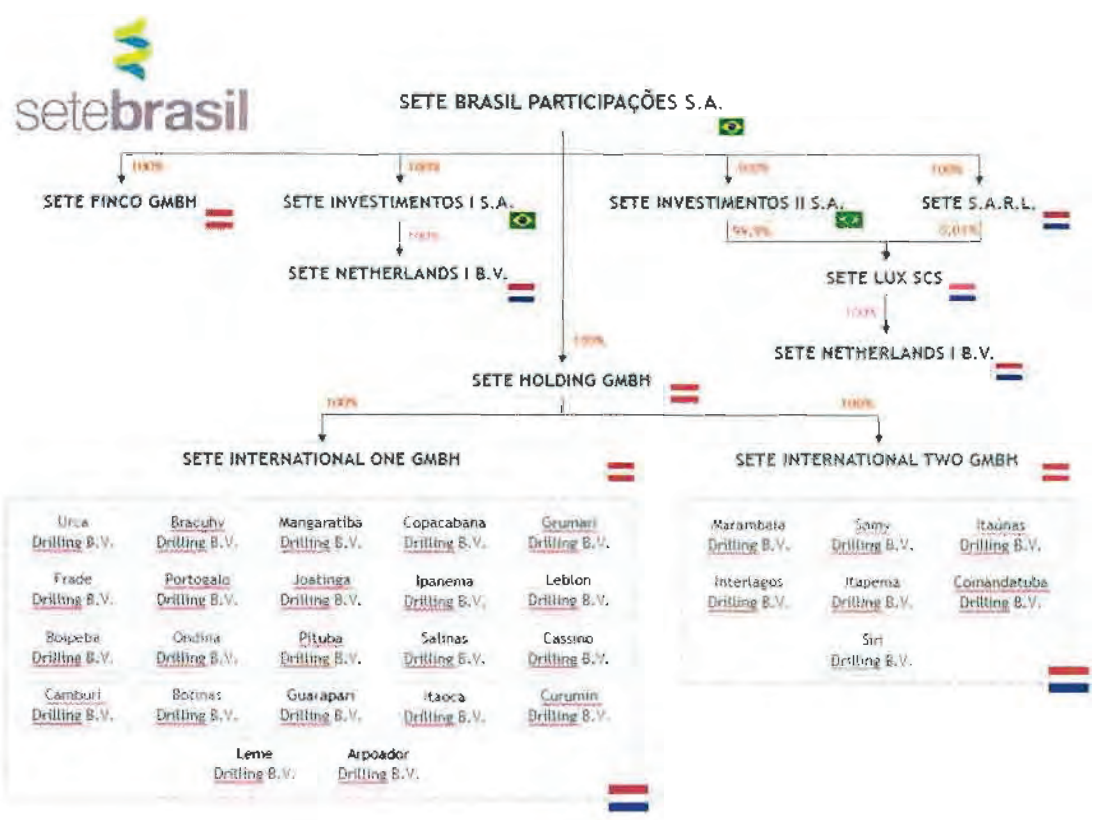 setebrasil
SETE BRASIL PARTICIPAÇÕES S.A.
100% 100% 100% 100%
SETE FINCO GMBH SETE INVESTIMENTOS I S.A. SETE INVESTIMENTOS II S.A. SETE S.A.R.L.
100% 99,9% 0,01%
SETE NETHERLANDS I B.V. SETE LUX SCS
100%
100%
SETE NETHERLANDS I B.V.
SETE HOLDING GMBH
100% 100%
SETE INTERNATIONAL ONE GMBH SETE INTERNATIONAL TWO GMBH
Urca Bracuhy Mangaratiba Copacabana Grumari
Drilling B.V. Drilling B.V. Drilling B.V. Drilling B.V. Drilling B.V.
Frade Portogalo Joatinga Ipanema Leblon
Drilling B.V. Drilling B.V. Drilling B.V. Drilling B.V. Drilling B.V.
Boipeba Ondina Pituba Salinas Cassino
Drilling B.V. Drilling B.V. Drilling B.V. Drilling B.V. Drilling B.V.
Camburi Botinas Guarapari Itaoca Curumin
Drilling B.V. Drilling B.V. Drilling B.V. Drilling B.V. Drilling B.V.
Leme Arpoador
Drilling B.V. Drilling B.V.
Marambaia Samy Itaúnas
Drilling B.V. Drilling B.V. Drilling B.V.
Interlagos Itapema Comandatuba
Drilling B.V. Drilling B.V. Drilling B.V.
Siri
Drilling B.V.